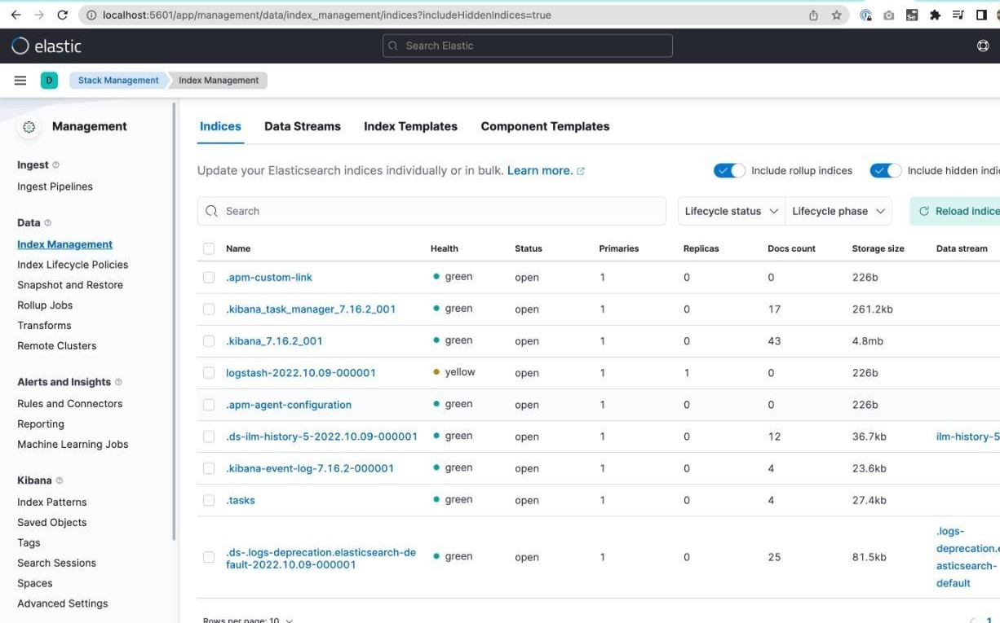 localhost:5601/app/management/data/index_management/indices?includeHiddenIndices=true
elastic
Search Elastic
D
Stack Management
Index Management
Management
Ingest
Ingest Pipelines
Data
Index Management
Index Lifecycle Policies
Snapshot and Restore
Rollup Jobs
Transforms
Remote Clusters
Alerts and Insights
Rules and Connectors
Reporting
Machine Learning Jobs
Kibana
Index Patterns
Saved Objects
Tags
Search Sessions
Spaces
Advanced Settings
Indices Data Streams Index Templates Component Templates
Update your Elasticsearch indices individually or in bulk. Learn more. Include rollup indices Include hidden indic
Search Lifecycle status Lifecycle phase Reload indice
Name Health Status Primaries Replicas Docs count Storage size Data stream
.apm-custom-link green open 1 0 0 226b
.kibana_task_manager_7.16.2_001 green open 1 0 17 261.2kb
.kibana_7.16.2_001 green open 1 0 43 4.8mb
logstash-2022.10.09-000001 yellow open 1 1 0 226b
.apm-agent-configuration green open 1 0 0 226b
.ds-ilm-history-5-2022.10.09-000001 green open 1 0 12 36.7kb ilm-history-5
.kibana-event-log-7.16.2-000001 green open 1 0 4 23.6kb
.tasks green open 1 0 4 27.4kb
.ds-.logs-deprecation.elasticsearch-de
fault-2022.10.09-000001
green open 1 0 25 81.5kb
.logs-
deprecation.e
asticsearch-
default
Rows per page: 10
1